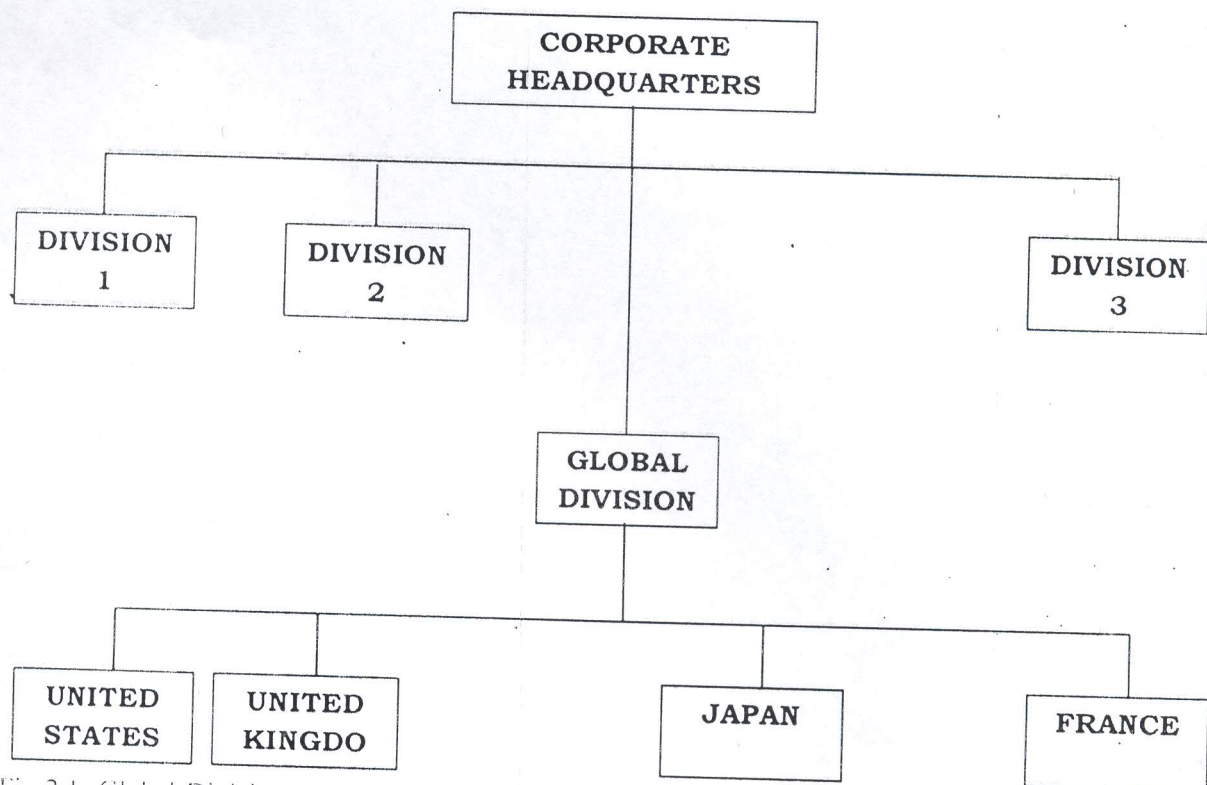 CORPORATE
HEADQUARTERS
DIVISION
1
DIVISION
2
DIVISION
3
GLOBAL
DIVISION
UNITED
STATES
UNITED
KINGDO
JAPAN
FRANCE